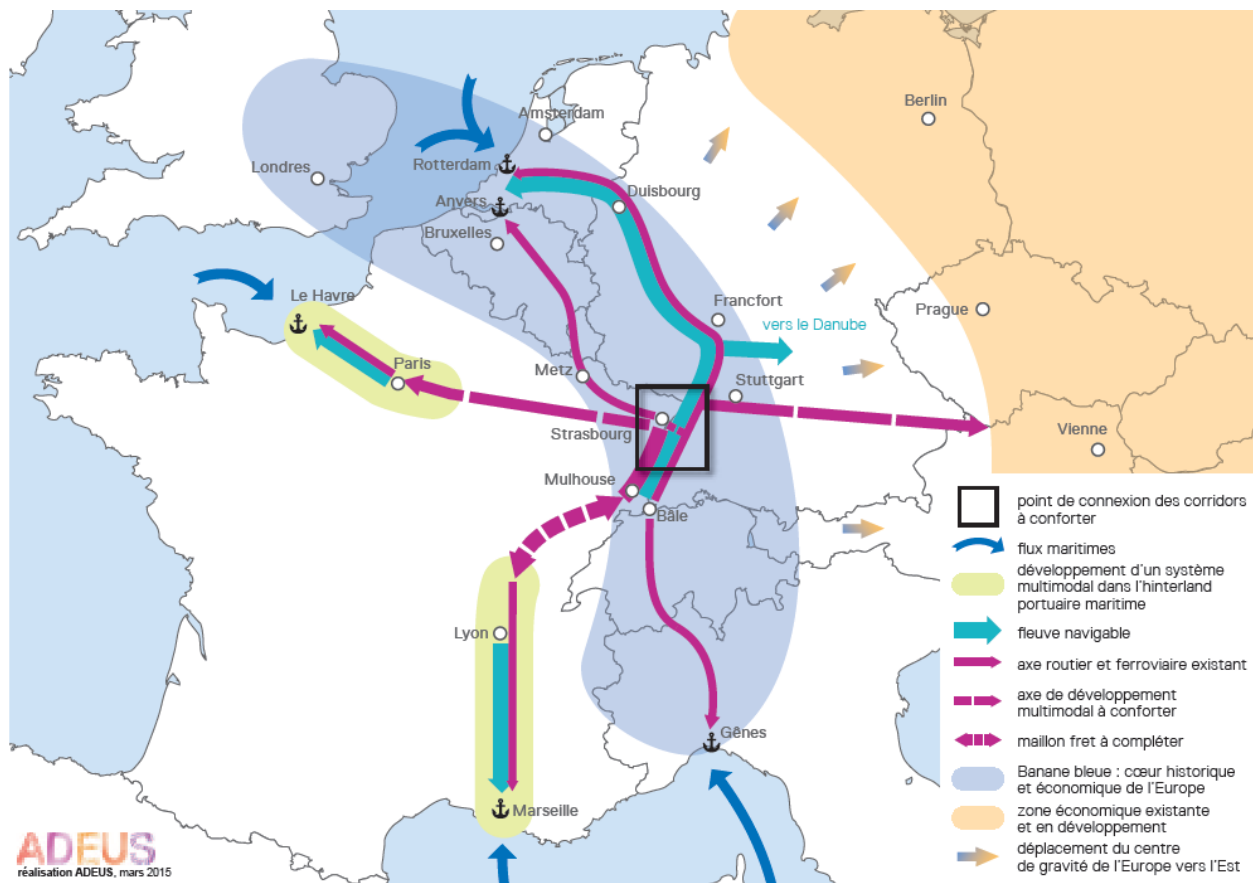 Amsterdam
Berlin
Londres
Rotterdam
Duisbourg
Anvers
Bruxelles
Le Havre
Francfort
Prague
vers le Danube
Paris
Metz
Stuttgart
Strasbourg
Vienne
Mulhouse
Bâle
Lyon
Gênes
Marseille
point de connexion des corridors
à conforter
flux maritimes
développement d'un système
multimodal dans l'hinterland
portuaire maritime
fleuve navigable
axe routier et ferroviaire existant
axe de développement
multimodal à conforter
maillon fret à compléter
Banane bleue : cœur historique
et économique de l'Europe
zone économique existante
et en développement
déplacement du centre
de gravité de l'Europe vers l'Est
ADEUS
réalisation ADEUS, mars 2015